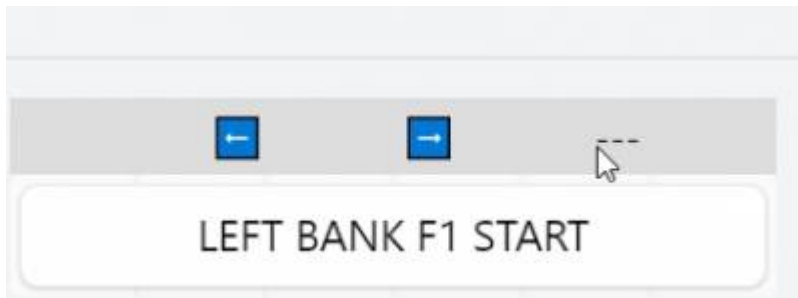 ← → ---
LEFT BANK F1 START